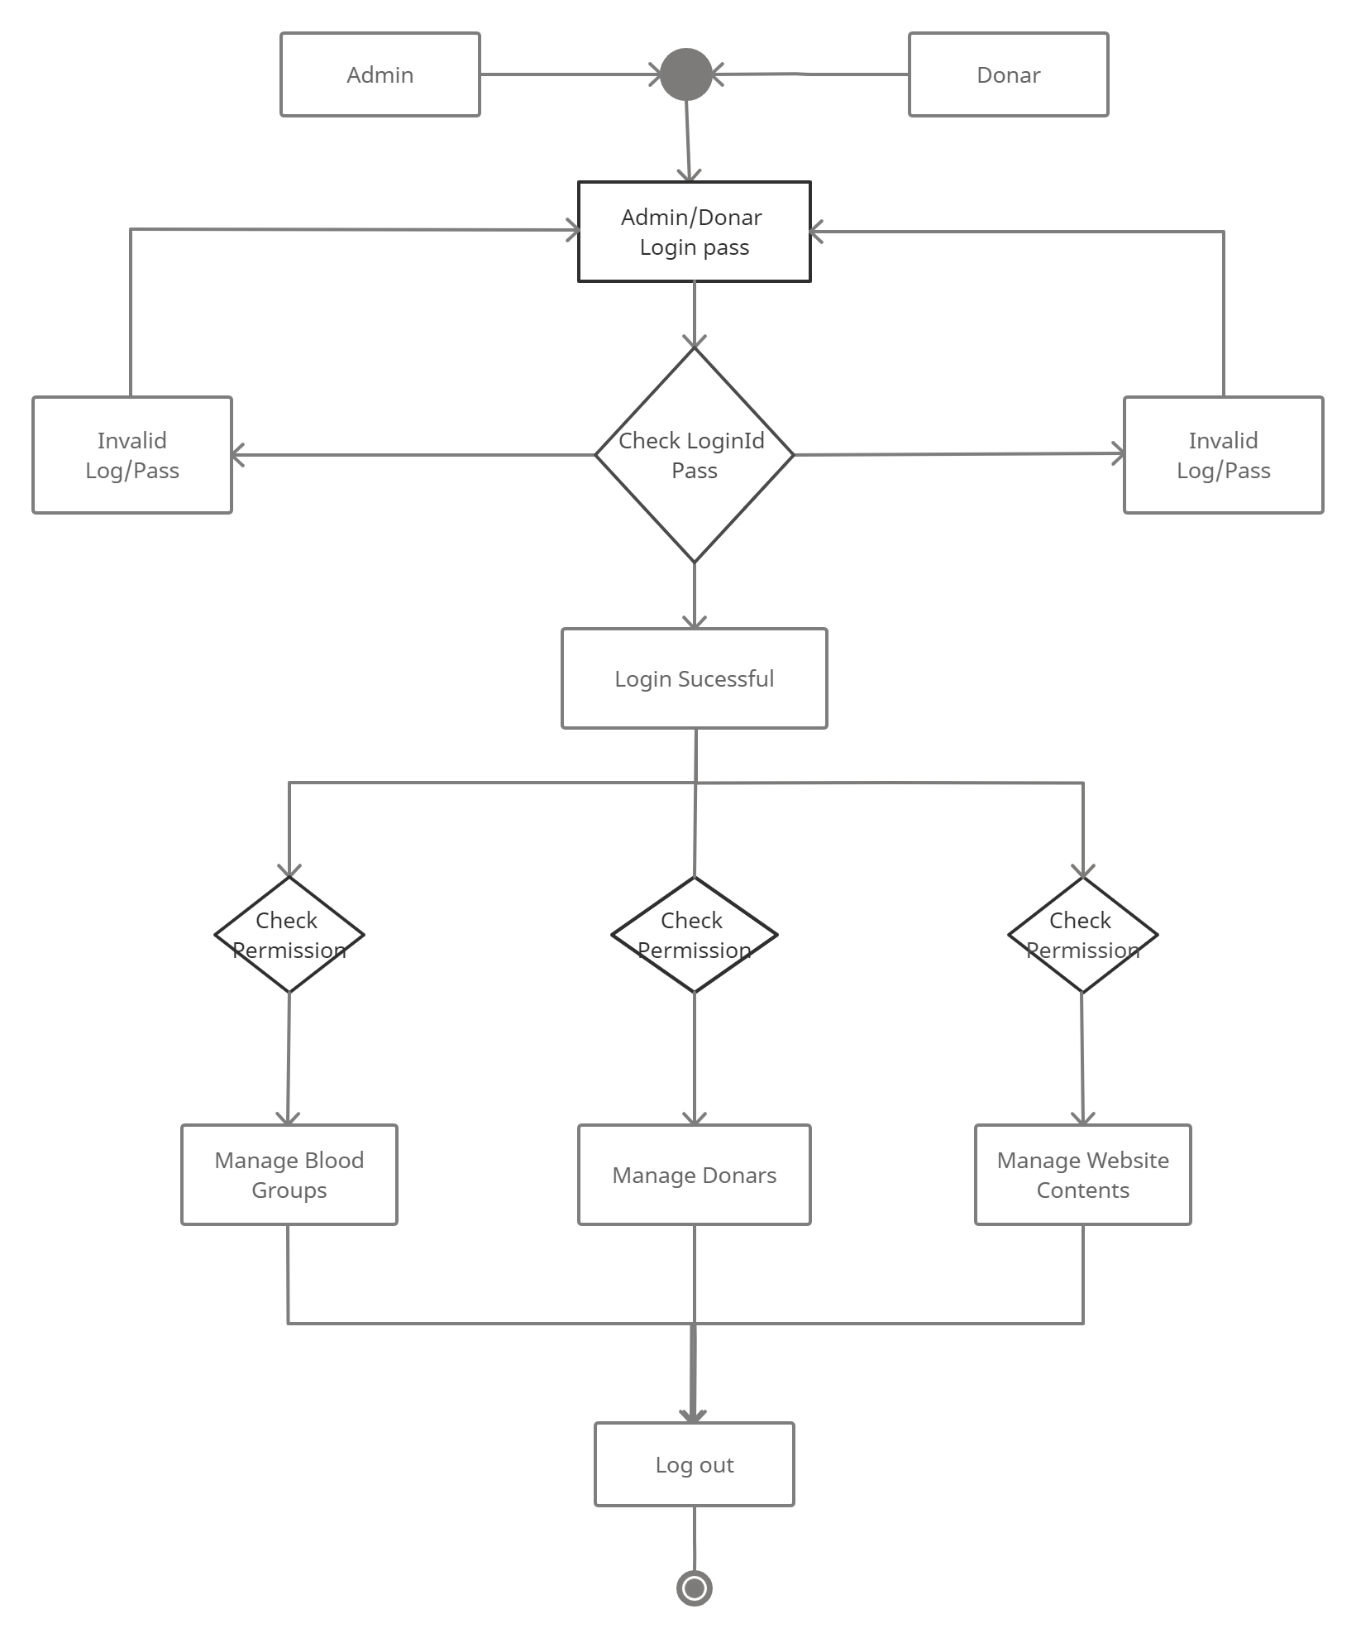 Admin
Donar
Admin/Donar
Login pass
Invalid
Log/Pass
Check LoginId
Pass
Invalid
Log/Pass
Login Sucessful
Check
Permission
Check
Permission
Check
Permission
Manage Blood
Groups
Manage Donars
Manage Website
Contents
Log out